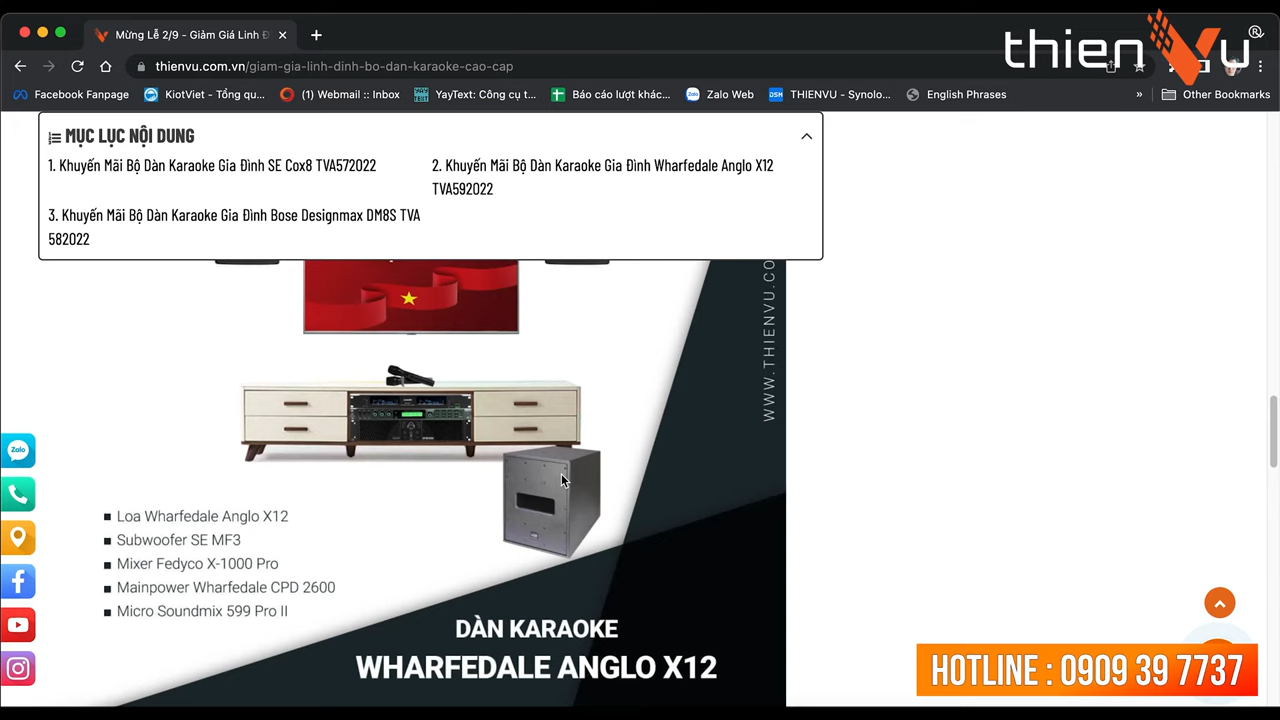 Mừng Lễ 2/9 - Giảm Giá Linh Đ
thienvu.com.vn/giam-gia-linh-dinh-bo-dan-karaoke-cao-cap
thien Vu
Facebook Fanpage
KiotViet - Tổng qu...
(1) Webmail :: Inbox
YayText: Công cụ t...
Báo cáo lượt khác...
Zalo Web
THIENVU - Synolo...
English Phrases
»
Other Bookmarks
MỤC LỤC NỘI DUNG
1. Khuyến Mãi Bộ Dàn Karaoke Gia Đình SE Cox8 TVA572022
2. Khuyến Mãi Bộ Dàn Karaoke Gia Đình Wharfedale Anglo X12
TVA592022
3. Khuyến Mãi Bộ Dàn Karaoke Gia Đình Bose Designmax DM8S TVA
582022
WWW.THIENVU.CO
Zalo
■ Loa Wharfedale Anglo X12
■ Subwoofer SE MF3
■ Mixer Fedyco X-1000 Pro
■ Mainpower Wharfedale CPD 2600
■ Micro Soundmix 599 Pro II
DÀN KARAOKE
WHARFEDALE ANGLO X12
HOTLINE : 0909 39 7737